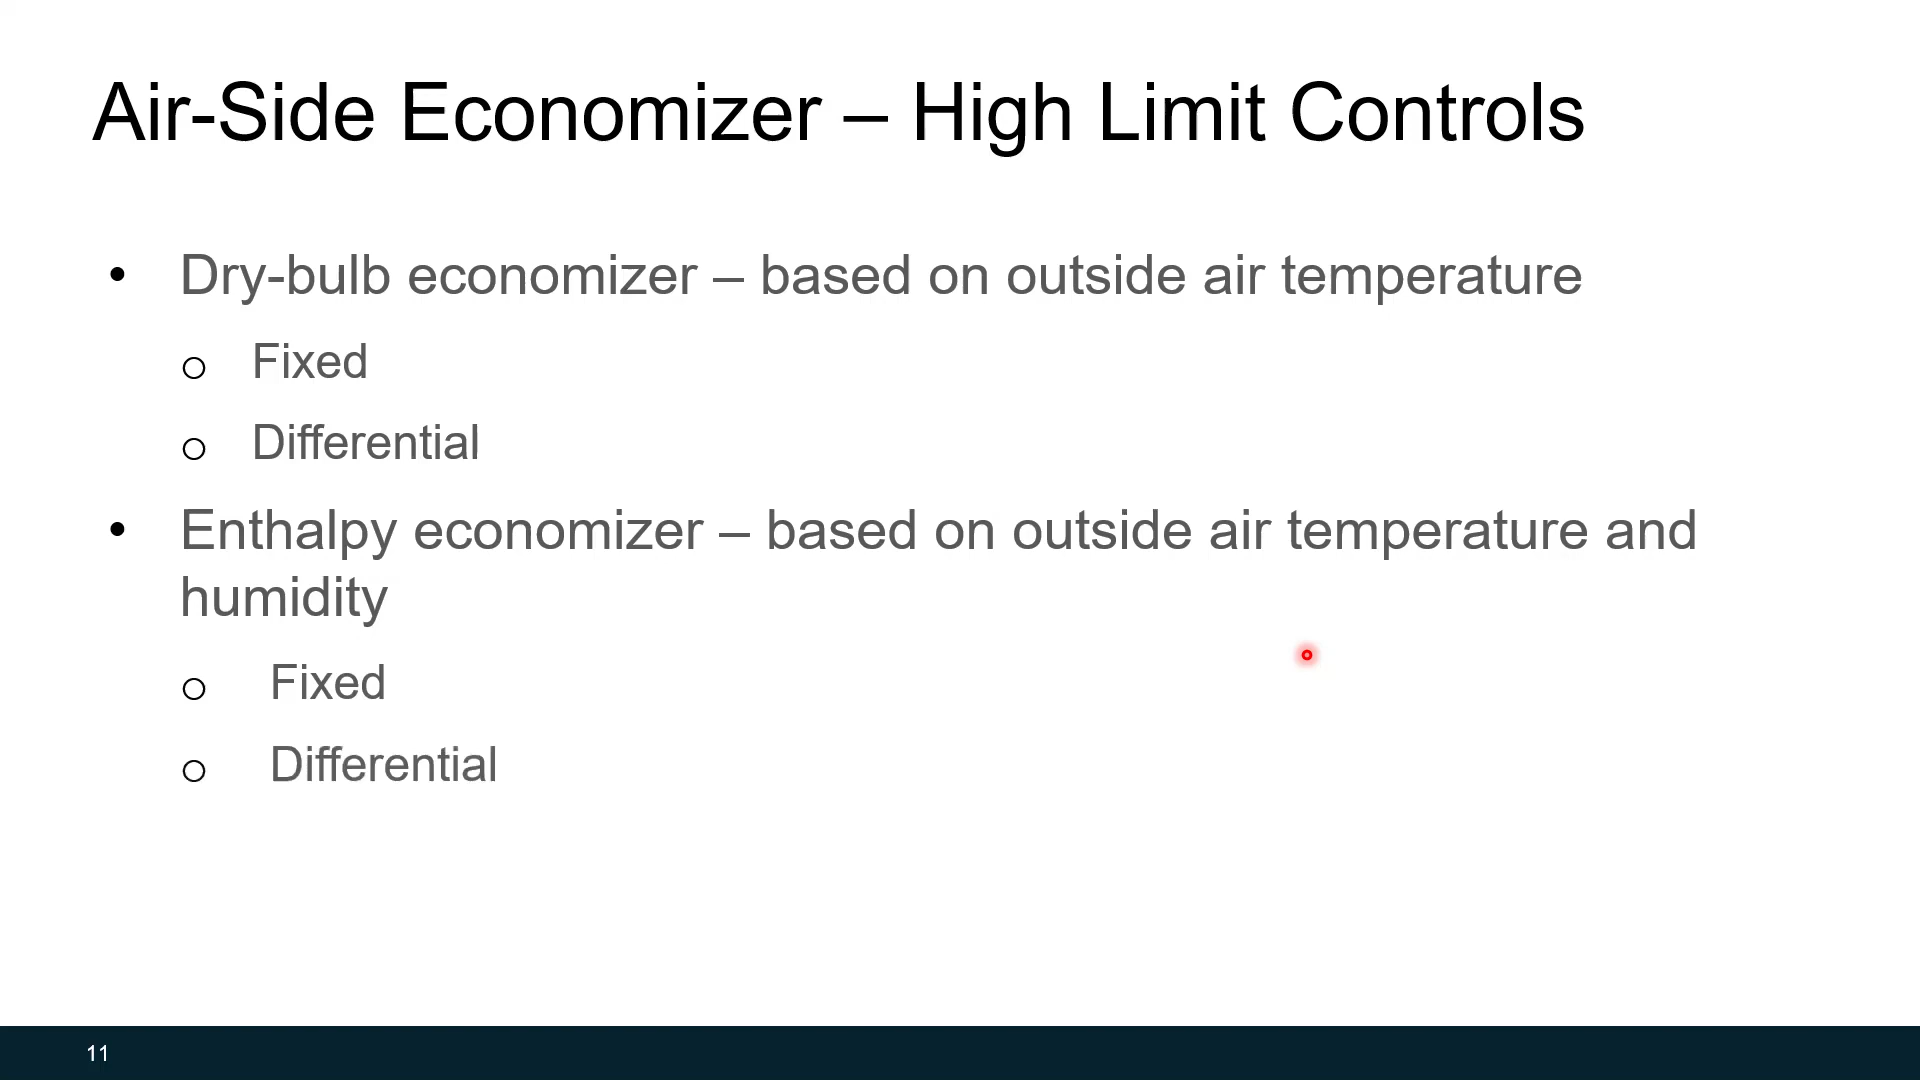 Air-Side Economizer – High Limit Controls
• Dry-bulb economizer – based on outside air temperature
o Fixed
o Differential
• Enthalpy economizer – based on outside air temperature and
humidity
o Fixed
o Differential
11